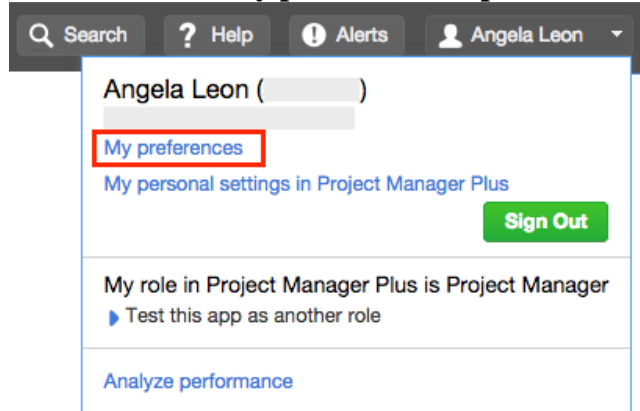 Search ? Help ! Alerts Angela Leon
Angela Leon ( )
My preferences
My personal settings in Project Manager Plus
Sign Out
My role in Project Manager Plus is Project Manager
Test this app as another role
Analyze performance